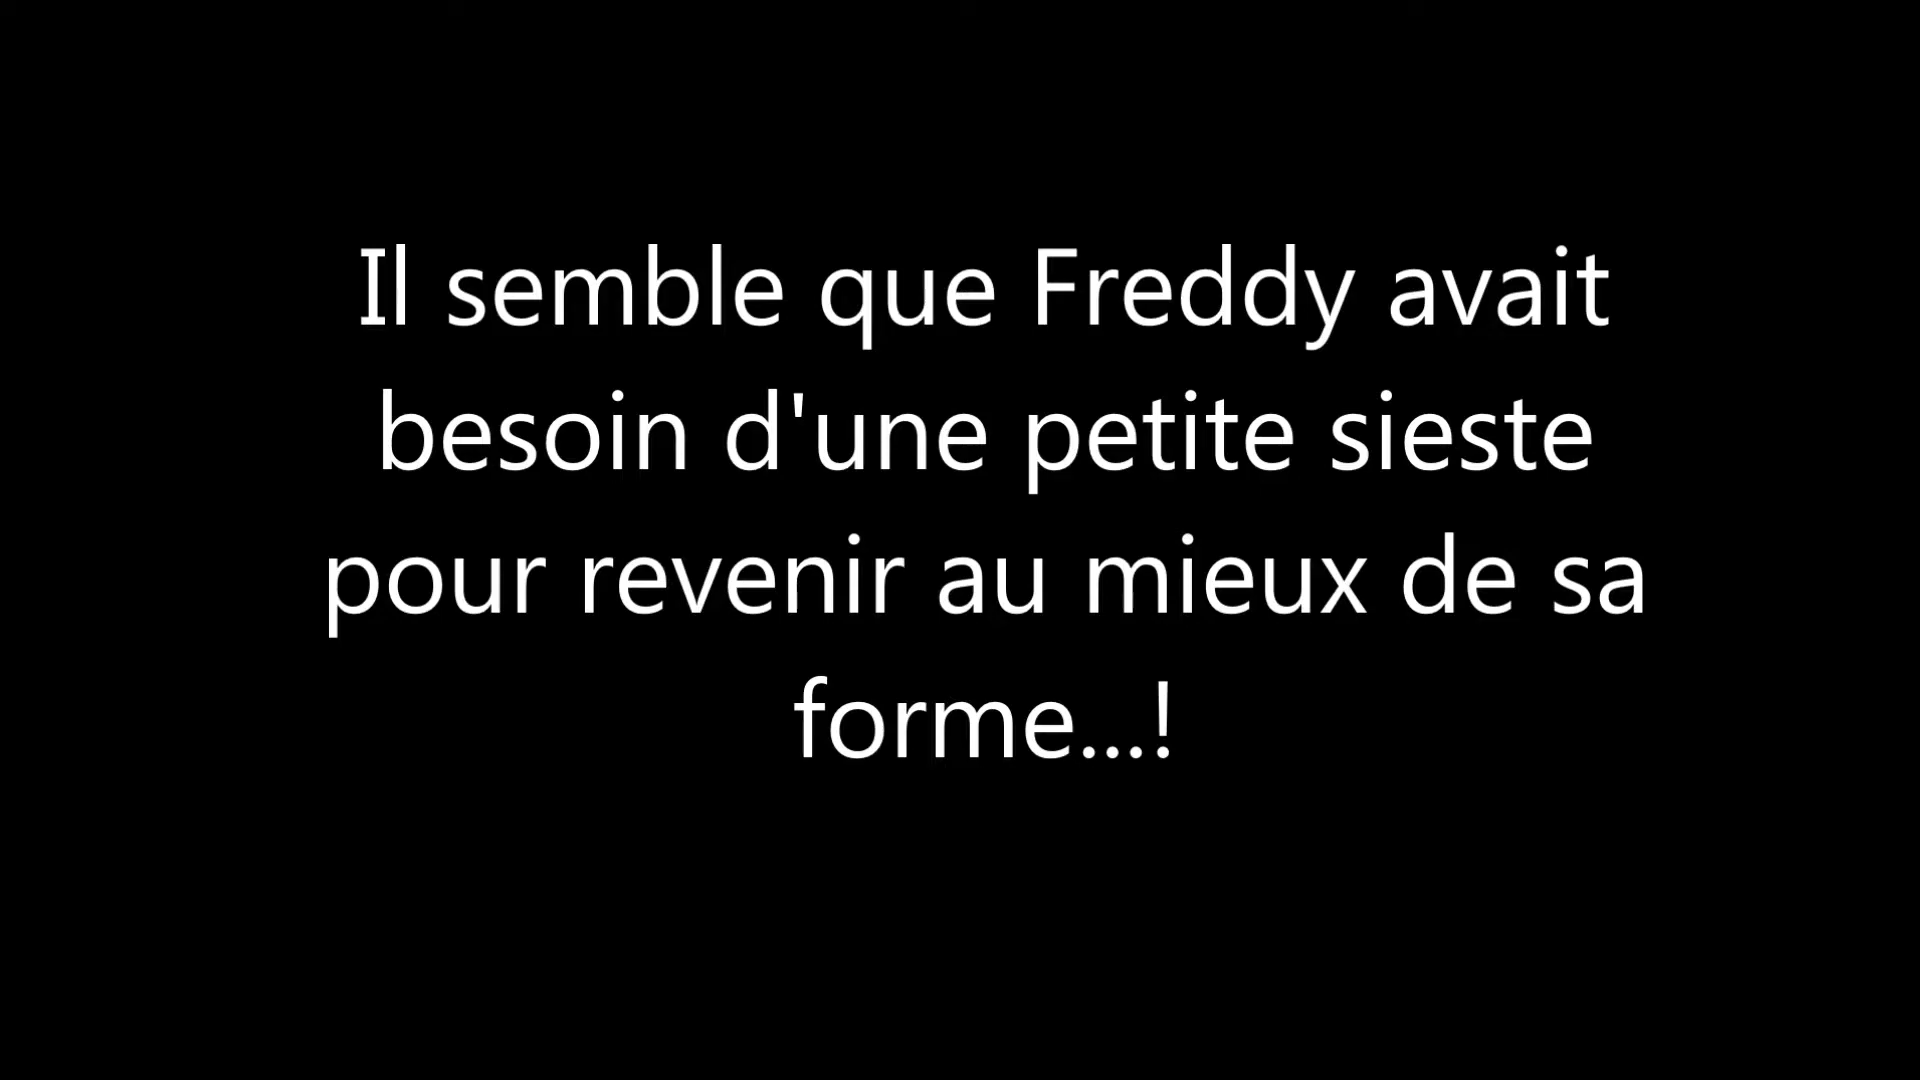 Il semble que Freddy avait
besoin d'une petite sieste
pour revenir au mieux de sa
forme...!